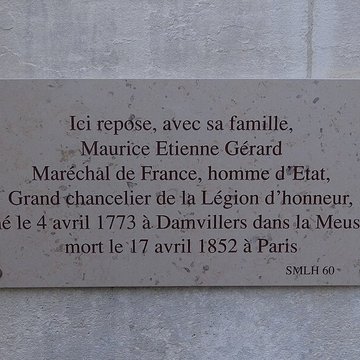 Ici repose, avec sa famille,
Maurice Etienne Gérard
Maréchal de France, homme d'Etat,
Grand chancelier de la Légion d'honneur,
né le 4 avril 1773 à Damvillers dans la Meus
mort le 17 avril 1852 à Paris
SMLH 60